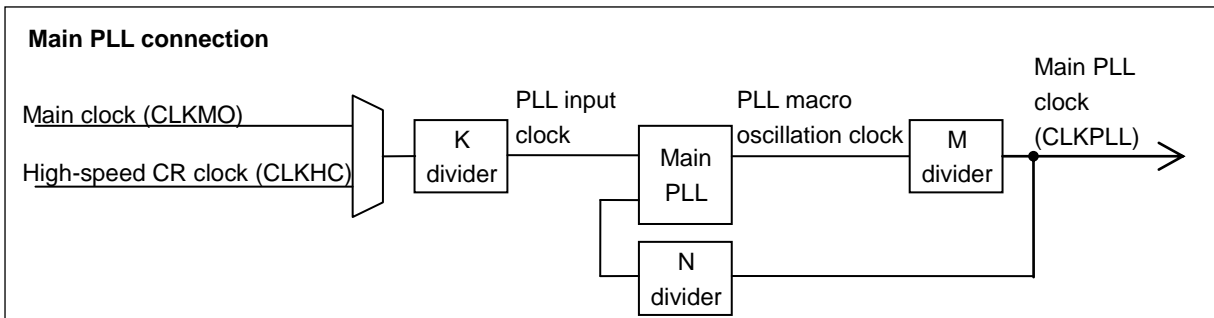 Main PLL connection
Main clock (CLKMO)
High-speed CR clock (CLKHC)
K
divider
PLL input
clock
Main
PLL
PLL macro
oscillation clock
M
divider
Main PLL
clock
(CLKPLL)
N
divider